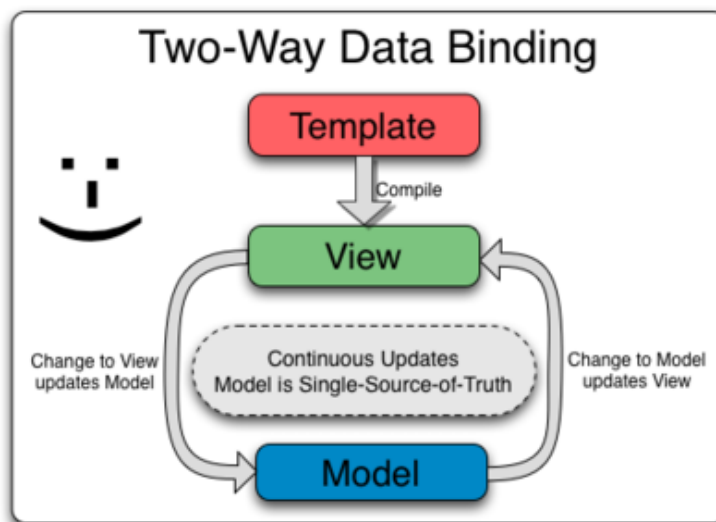 Two-Way Data Binding
Template
Compile
View
Change to View
updates Model
Continuous Updates
Model is Single-Source-of-Truth
Change to Model
updates View
Model